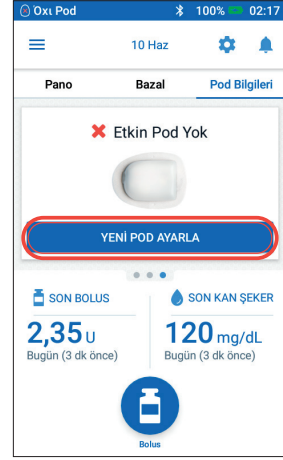 Oxı Pod 100% 02:17
10 Haz
Pano Bazal Pod Bilgileri
Etkin Pod Yok
YENİ POD AYARLA
SON BOLUS SON KAN ŞEKER
2,35 U 120 mg/dL
Bugün (3 dk önce) Bugün (3 dk önce)
Bolus